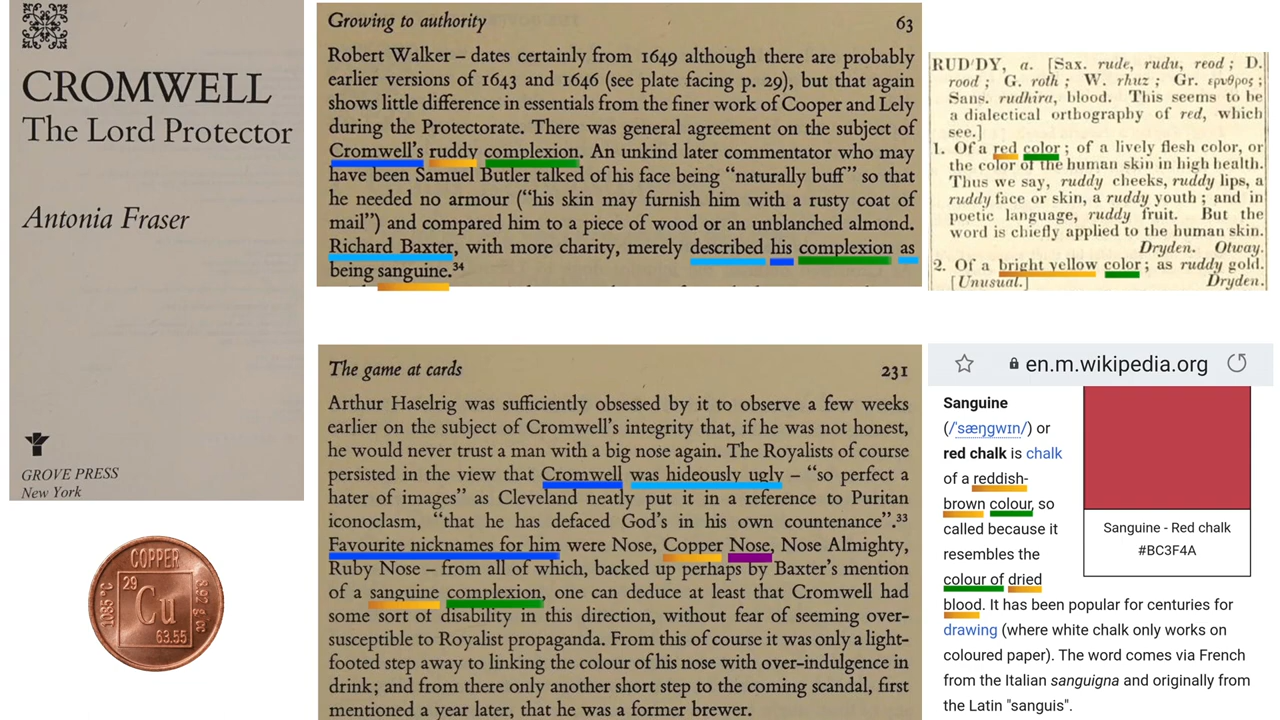 CROMWELL
The Lord Protector
Antonia Fraser
GROVE PRESS
New York
COPPER
29
Cu
63.55
1085 °C
8.92 g cc
Growing to authority 63
Robert Walker – dates certainly from 1649 although there are probably
earlier versions of 1643 and 1646 (see plate facing p. 29), but that again
shows little difference in essentials from the finer work of Cooper and Lely
during the Protectorate. There was general agreement on the subject of
Cromwell's ruddy complexion. An unkind later commentator who may
have been Samuel Butler talked of his face being “naturally buff” so that
he needed no armour (“his skin may furnish him with a rusty coat of
mail”) and compared him to a piece of wood or an unblanched almond.
Richard Baxter, with more charity, merely described his complexion as
being sanguine.³⁴
The game at cards 231
Arthur Haselrig was sufficiently obsessed by it to observe a few weeks
earlier on the subject of Cromwell's integrity that, if he was not honest,
he would never trust a man with a big nose again. The Royalists of course
persisted in the view that Cromwell was hideously ugly – “so perfect a
hater of images” as Cleveland neatly put it in a reference to Puritan
iconoclasm, “that he has defaced God's in his own countenance”.³³
Favourite nicknames for him were Nose, Copper Nose, Nose Almighty,
Ruby Nose – from all of which, backed up perhaps by Baxter's mention
of a sanguine complexion, one can deduce at least that Cromwell had
some sort of disability in this direction, without fear of seeming over-
susceptible to Royalist propaganda. From this of course it was only a light-
footed step away to linking the colour of his nose with over-indulgence in
drink; and from there only another short step to the coming scandal, first
mentioned a year later, that he was a former brewer.
RUD'DY, a. [Sax. rude, rudu, reod; D.
rood; G. roth; W. rhuz; Gr. ερυθρος;
Sans. rudhira, blood. This seems to be
a dialectical orthography of red, which
see.]
1. Of a red color; of a lively flesh color, or
the color of the human skin in high health.
Thus we say, ruddy cheeks, ruddy lips, a
ruddy face or skin, a ruddy youth; and in
poetic language, ruddy fruit. But the
word is chiefly applied to the human skin.
Dryden. Otway.
2. Of a bright yellow color; as ruddy gold.
[Unusual.] Dryden.
en.m.wikipedia.org
Sanguine
(/ˈsæŋɡwɪn/) or
red chalk is chalk
of a reddish-
brown colour, so
called because it
resembles the
colour of dried
blood. It has been popular for centuries for
drawing (where white chalk only works on
coloured paper). The word comes via French
from the Italian sanguigna and originally from
the Latin "sanguis".
Sanguine - Red chalk
#BC3F4A